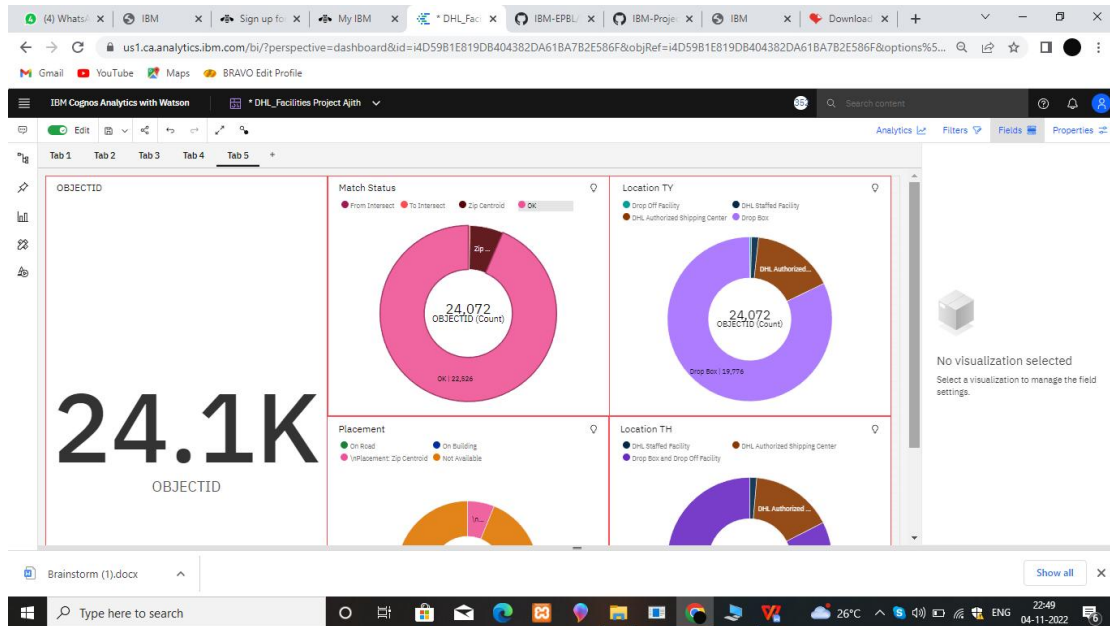 (4) WhatsA
IBM
Sign up fo
My IBM
* DHL_Faci
IBM-EPBL/
IBM-Projec
IBM
Download
us1.ca.analytics.ibm.com/bi/?perspective=dashboard&id=i4D59B1E819DB404382DA61BA7B2E586F&objRef=i4D59B1E819DB404382DA61BA7B2E586F&options%5...
Gmail
YouTube
Maps
BRAVO Edit Profile
IBM Cognos Analytics with Watson
* DHL_Facilities Project Ajith
Search content
Edit
Analytics
Filters
Fields
Properties
Tab 1
Tab 2
Tab 3
Tab 4
Tab 5
OBJECTID
24.1K
OBJECTID
Match Status
From Intersect
To Intersect
Zip Centroid
OK
Zip ...
24,072
OBJECTID (Count)
OK | 22,526
Location TY
Drop Off Facility
DHL Staffed Facility
DHL Authorized Shipping Center
Drop Box
DHL Authorized...
24,072
OBJECTID (Count)
Drop Box | 19,776
Placement
On Road
On Building
\nPlacement: Zip Centroid
Not Available
\n...
Location TH
DHL Staffed Facility
DHL Authorized Shipping Center
Drop Box and Drop Off Facility
DHL Authorized ...
No visualization selected
Select a visualization to manage the field
settings.
Brainstorm (1).docx
Show all
Type here to search
26°C
ENG
22:49
04-11-2022